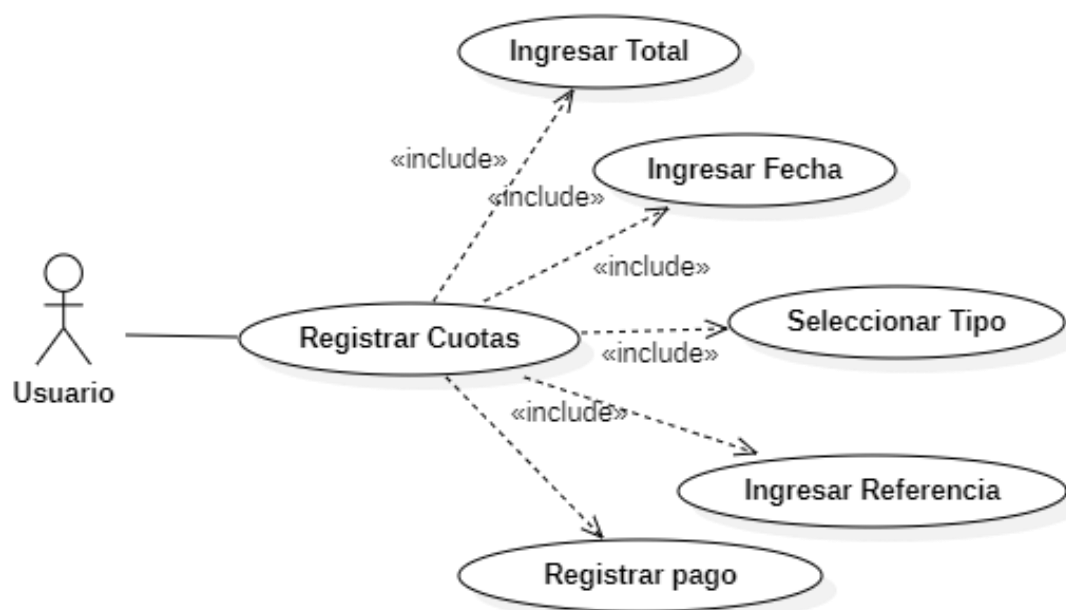 Ingresar Total
«include»
Ingresar Fecha
«include»
«include»
Seleccionar Tipo
Registrar Cuotas
«include»
Usuario
«include»
Ingresar Referencia
Registrar pago